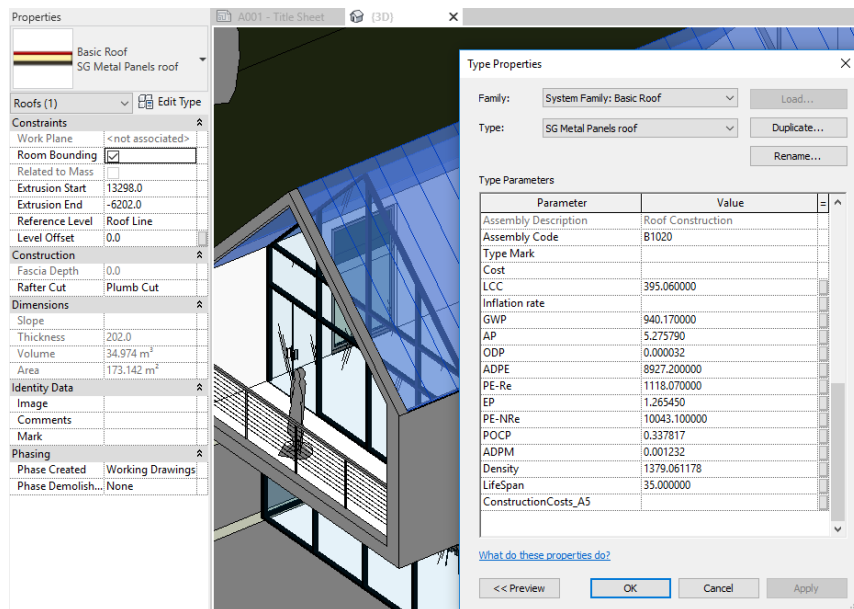 Properties
Basic Roof
SG Metal Panels roof
Roofs (1)
Edit Type
Constraints
Work Plane <not associated>
Room Bounding
Related to Mass
Extrusion Start 13298.0
Extrusion End -6202.0
Reference Level Roof Line
Level Offset 0.0
Construction
Fascia Depth 0.0
Rafter Cut Plumb Cut
Dimensions
Slope
Thickness 202.0
Volume 34.974 m³
Area 173.142 m²
Identity Data
Image
Comments
Mark
Phasing
Phase Created Working Drawings
Phase Demolish... None
A001 - Title Sheet
{3D}
Type Properties
Family: System Family: Basic Roof Load...
Type: SG Metal Panels roof Duplicate...
Rename...
Type Parameters
Parameter Value =
Assembly Description Roof Construction
Assembly Code B1020
Type Mark
Cost
LCC 395.060000
Inflation rate
GWP 940.170000
AP 5.275790
ODP 0.000032
ADPE 8927.200000
PE-Re 1118.070000
EP 1.265450
PE-NRe 10043.100000
POCP 0.337817
ADPM 0.001232
Density 1379.061178
LifeSpan 35.000000
ConstructionCosts_A5
What do these properties do?
<< Preview OK Cancel Apply